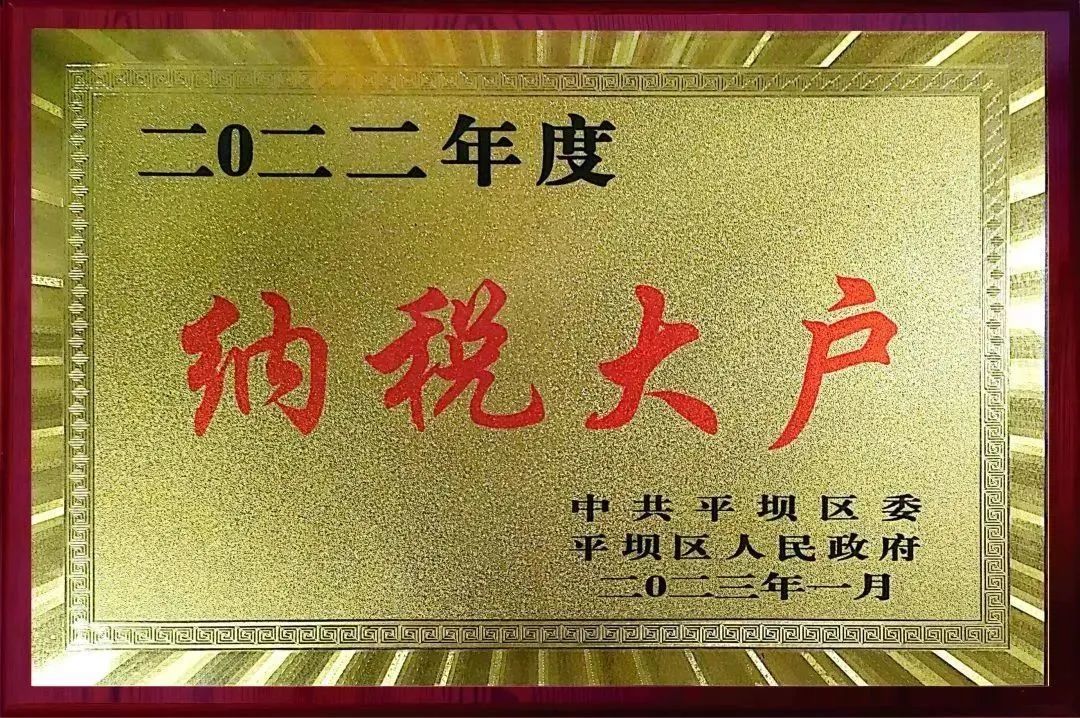 二0二二年度
纳税大户
中共平坝区委
平坝区人民政府
二0二三年一月